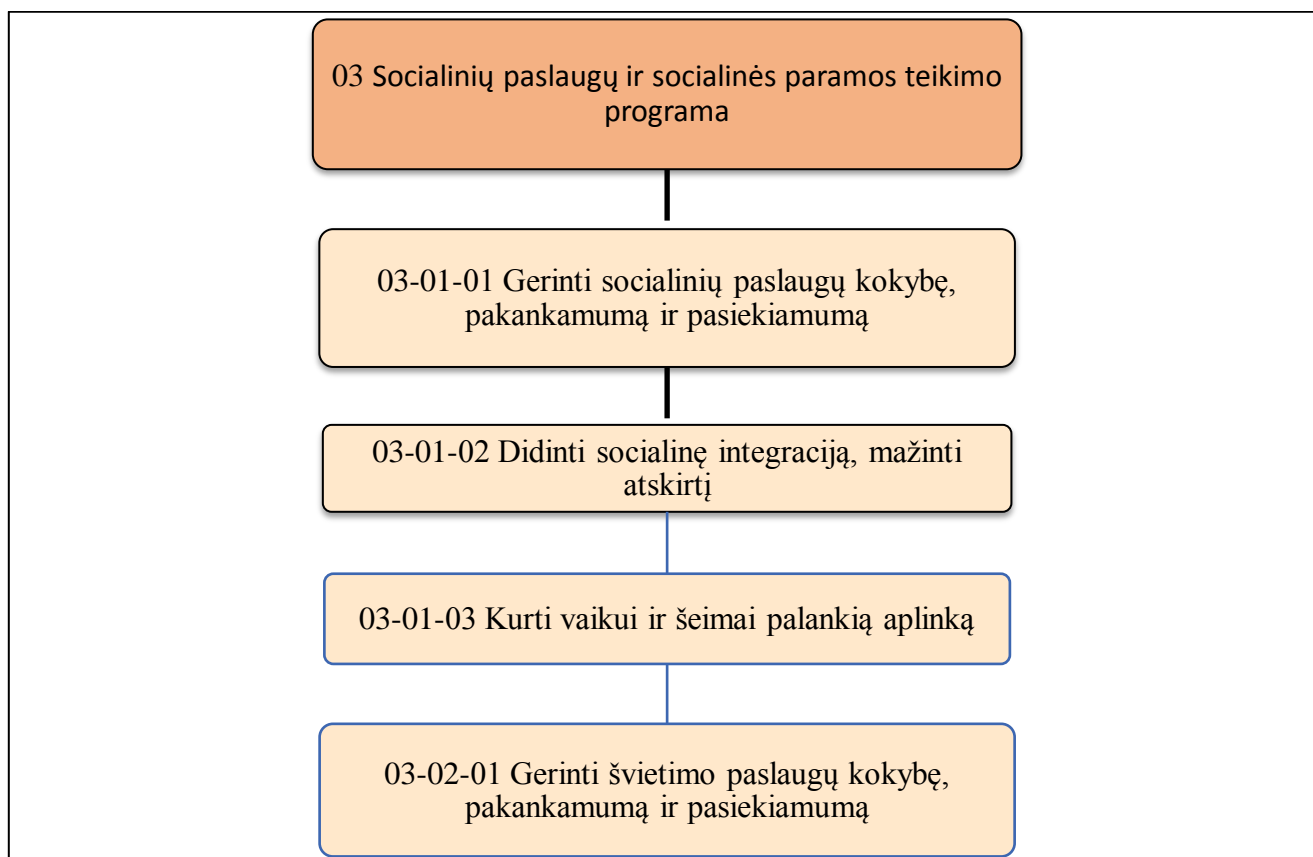 03 Socialinių paslaugų ir socialinės paramos teikimo
programa
03-01-01 Gerinti socialinių paslaugų kokybę,
pakankamumą ir pasiekiamumą
03-01-02 Didinti socialinę integraciją, mažinti
atskirtį
03-01-03 Kurti vaikui ir šeimai palankią aplinką
03-02-01 Gerinti švietimo paslaugų kokybę,
pakankamumą ir pasiekiamumą